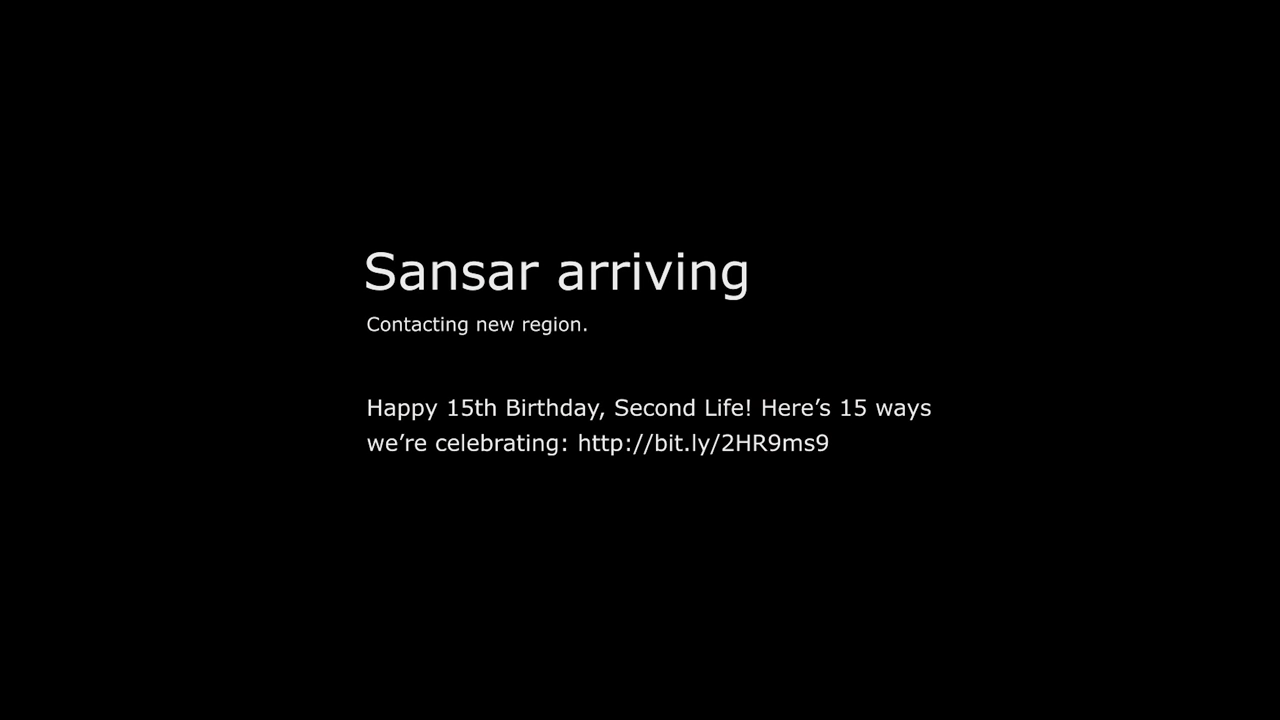 Sansar arriving
Contacting new region.
Happy 15th Birthday, Second Life! Here’s 15 ways
we’re celebrating: http://bit.ly/2HR9ms9